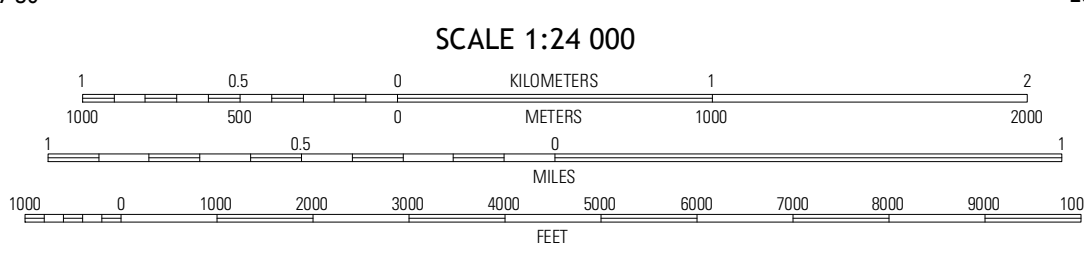 SCALE 1:24 000
1 0.5 0 KILOMETERS 1 2
1000 500 0 METERS 1000 2000
1 0.5 0 1
MILES
1000 0 1000 2000 3000 4000 5000 6000 7000 8000 9000 100
FEET